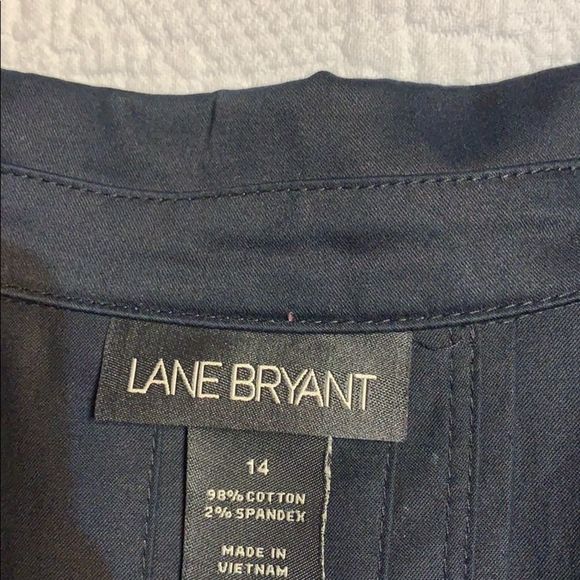 LANE BRYANT
14
98% COTTON
2% SPANDEX
MADE IN
VIETNAM